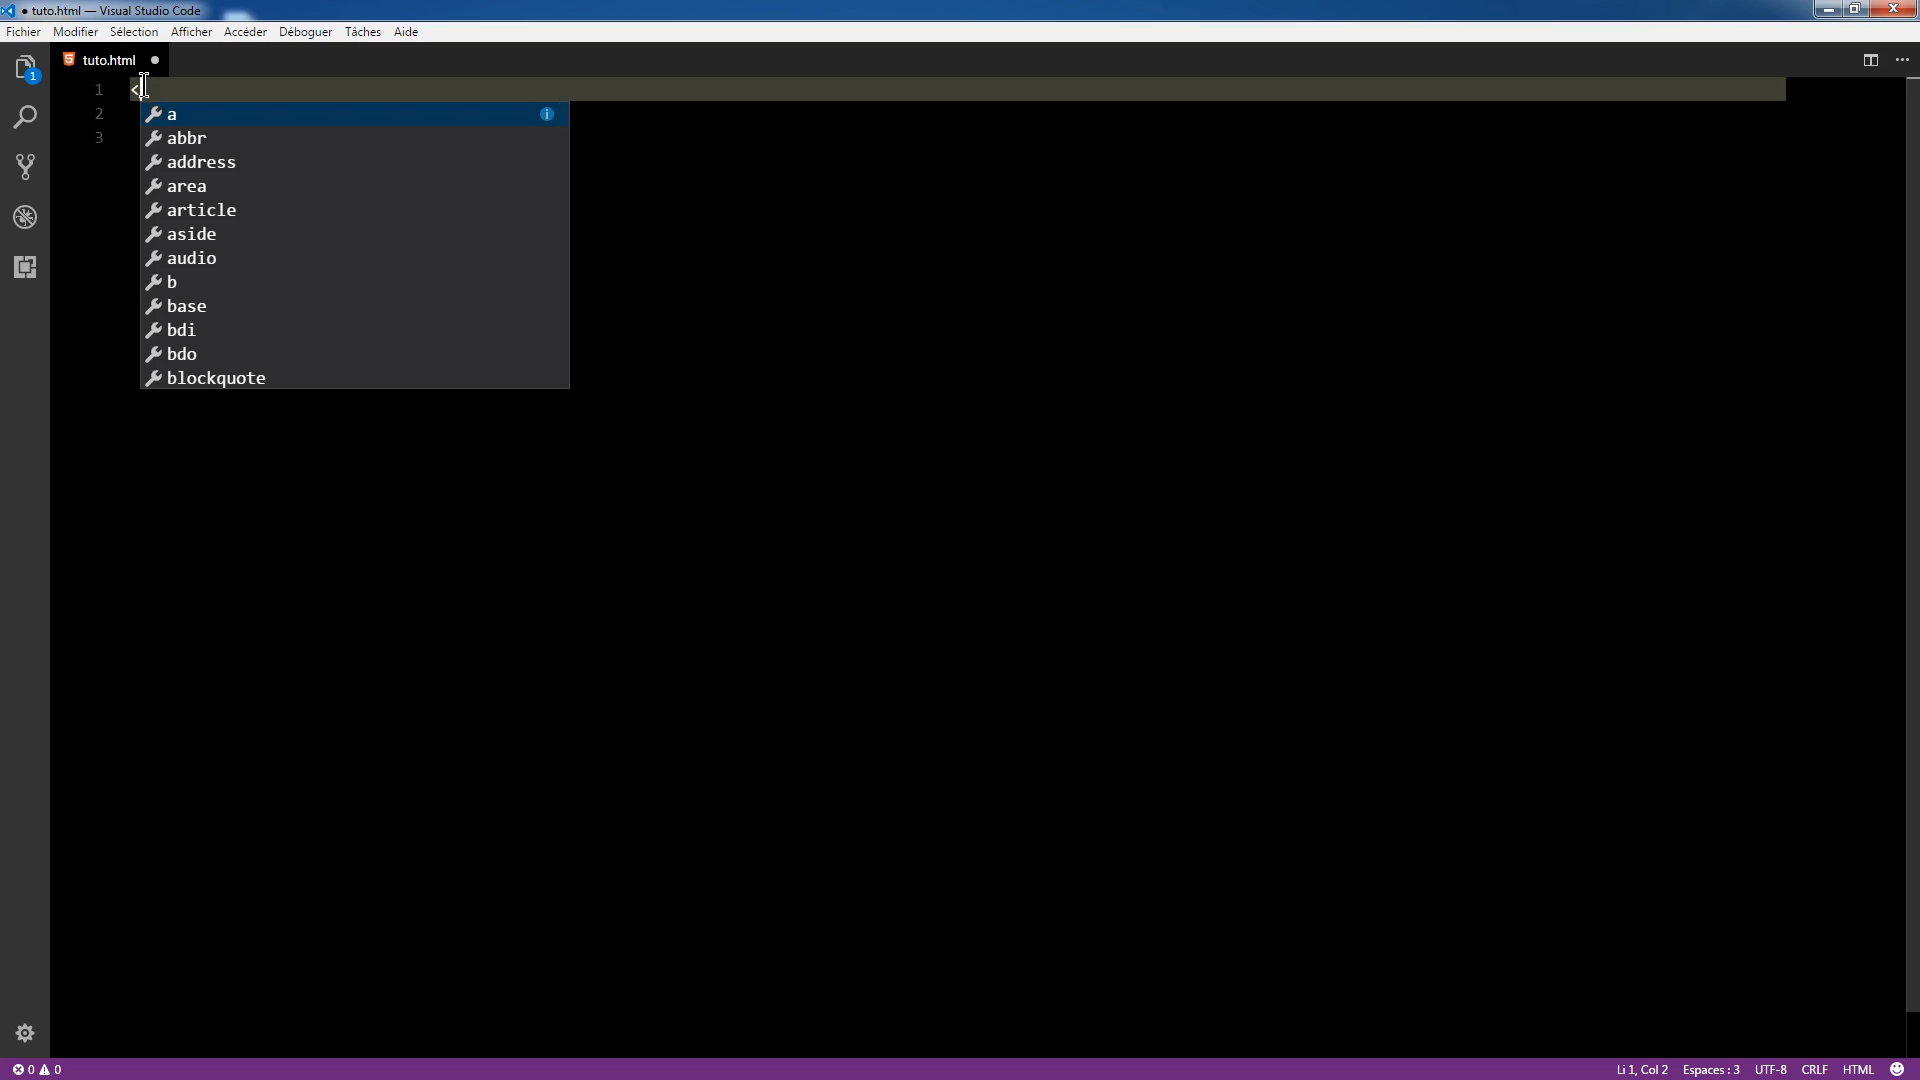 ● tuto.html — Visual Studio Code
Fichier Modifier Sélection Afficher Accéder Déboguer Tâches Aide
1 tuto.html ●
1 <
2 a
abbr
3
address
area
article
aside
audio
b
base
bdi
bdo
blockquote
0 0 Li 1, Col 2 Espaces : 3 UTF-8 CRLF HTML